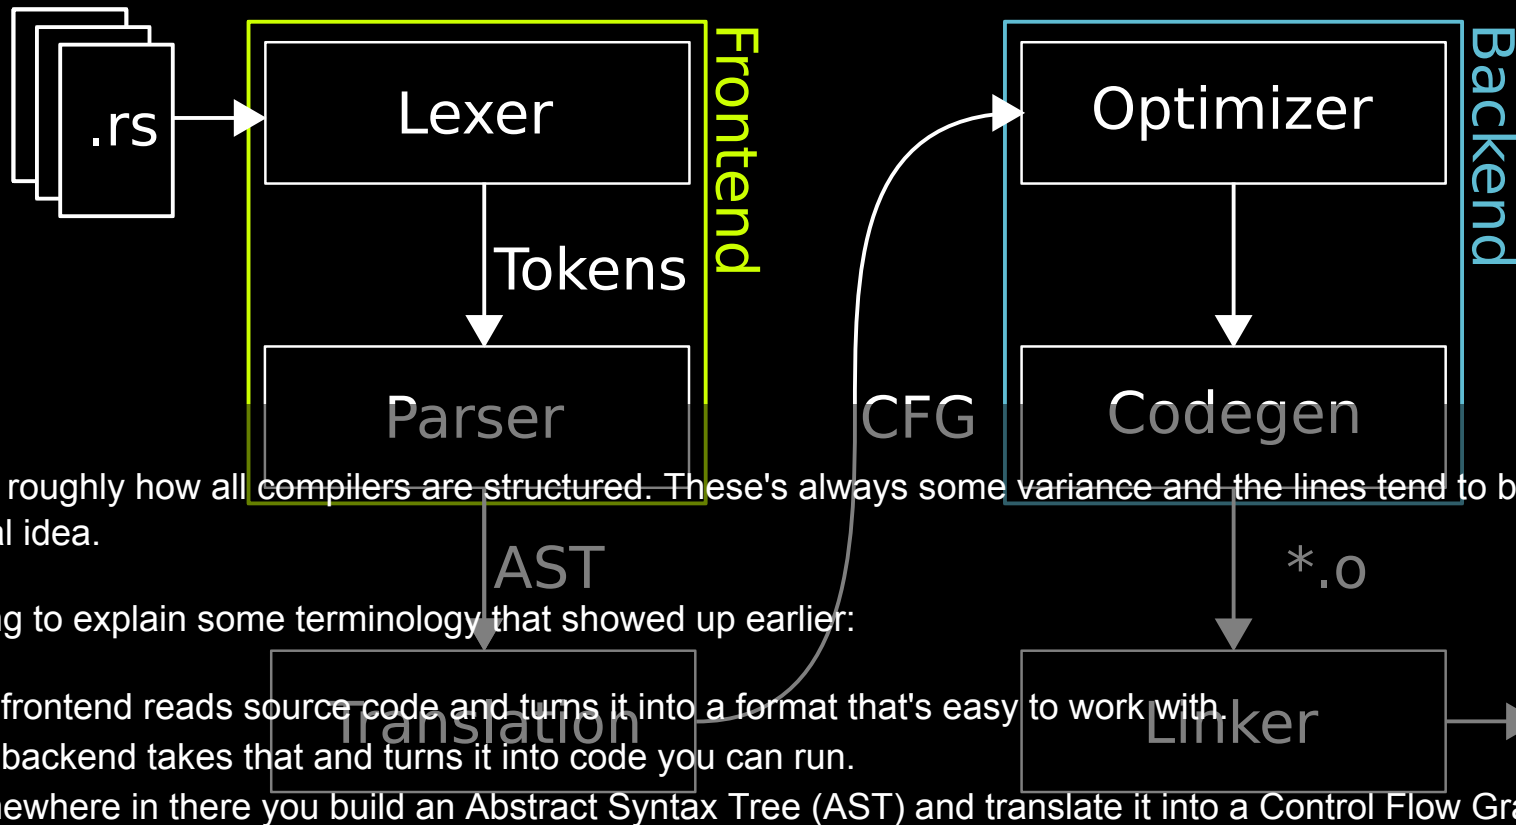 .rs
Lexer
Frontend
Tokens
Parser
AST
Translation
CFG
Optimizer
Backend
Codegen
*.o
Linker
roughly how all compilers are structured. These's always some variance and the lines tend to
idea.
to explain some terminology that showed up earlier:
frontend reads source code and turns it into a format that's easy to work with.
backend takes that and turns it into code you can run.
in there you build an Abstract Syntax Tree (AST) and translate it into a Control Flow